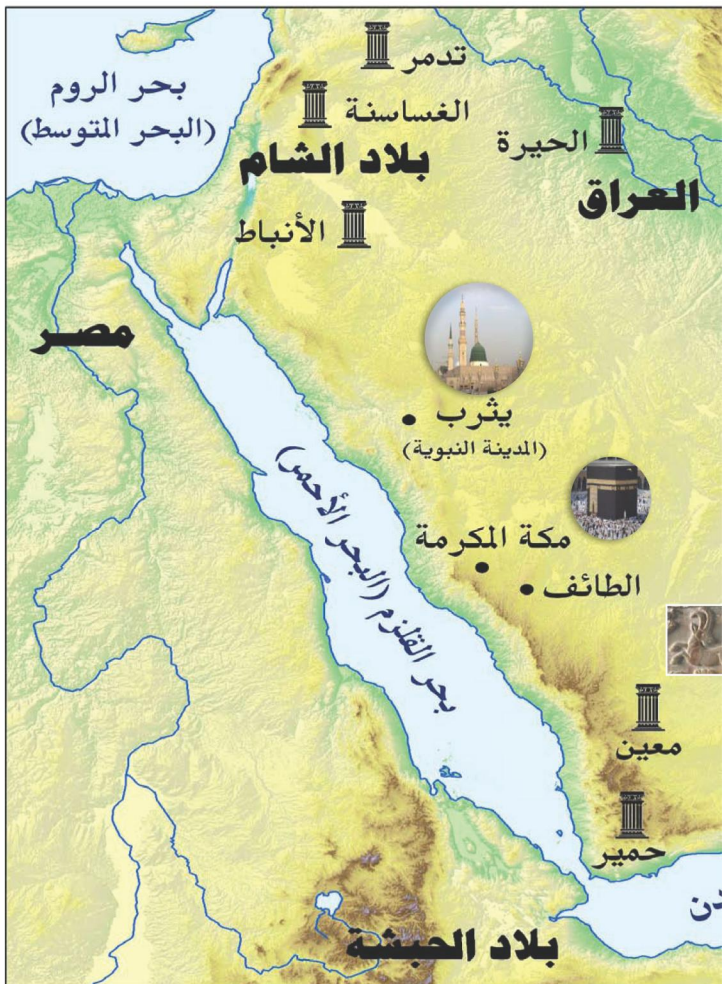 تدمر
بحر الروم
(البحر المتوسط)
الغساسنة
الحيرة
بلاد الشام
العراق
الأنباط
مصر
يثرب
(المدينة النبوية)
مكة المكرمة
الطائف
بحر القلزم (البحر الأحمر)
معين
حمير
دن
بلاد الحبشة